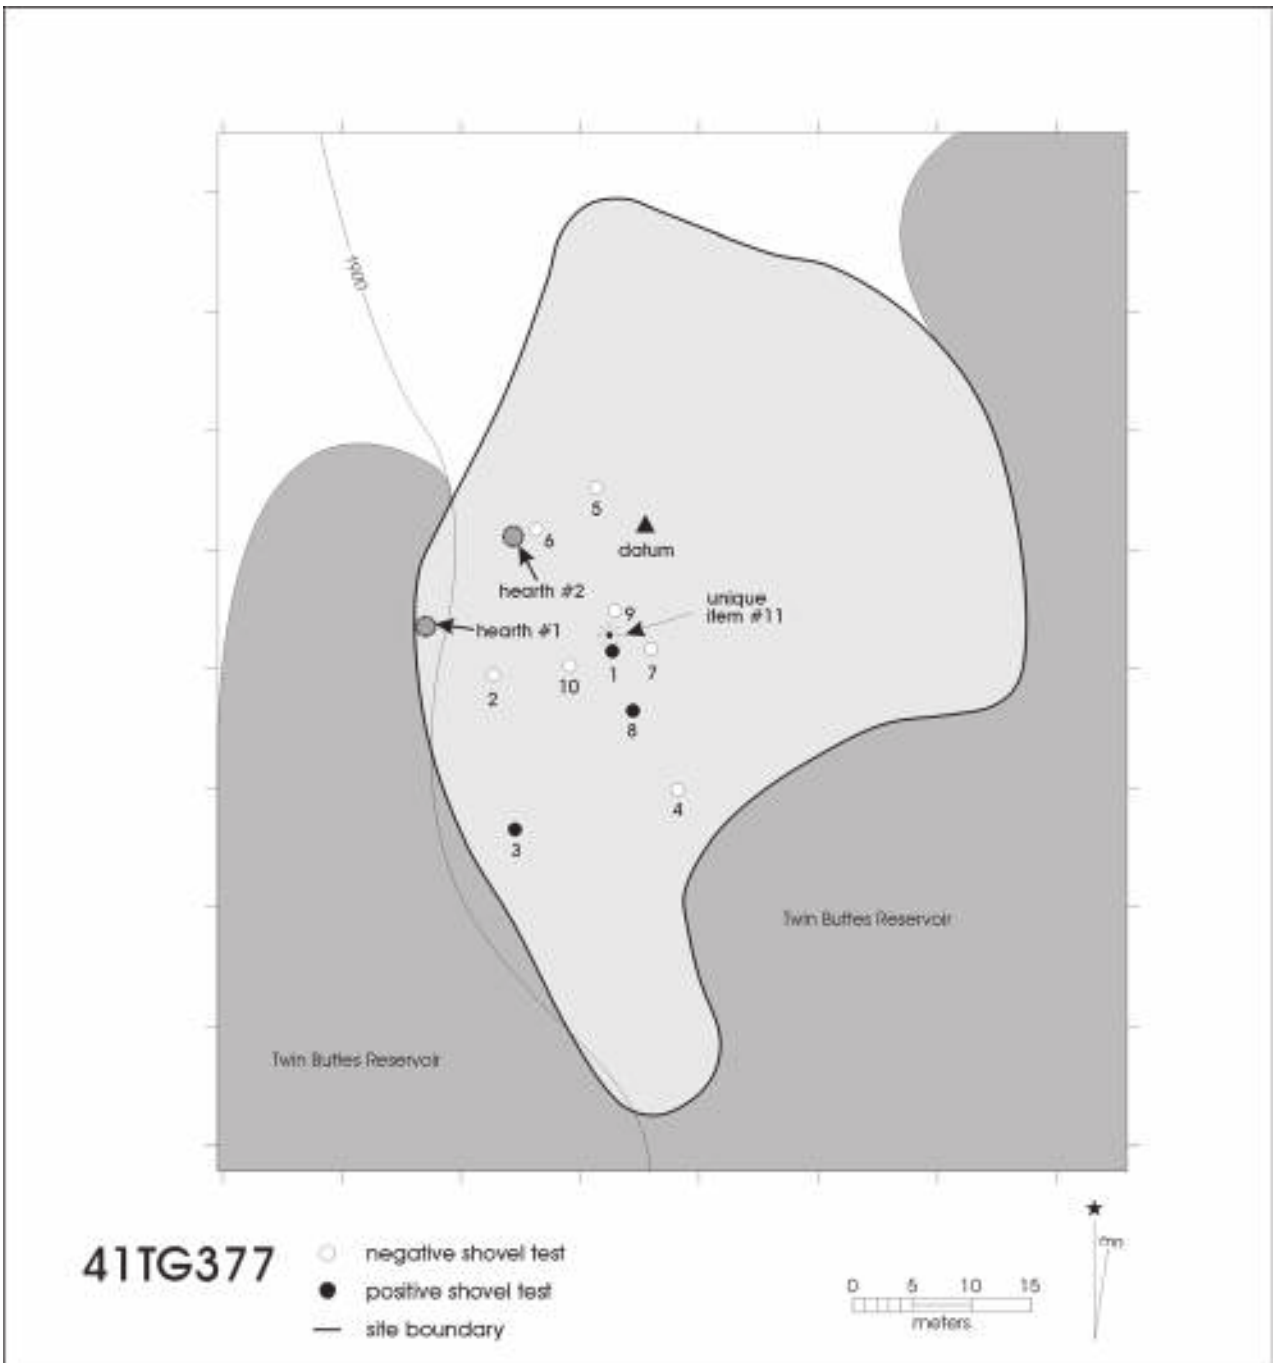 1900
5
6
datum
hearth #2
unique
item #11
9
hearth #1
2
10
1
7
8
4
3
Twin Buttes Reservoir
Twin Buttes Reservoir
41TG377
negative shovel test
positive shovel test
site boundary
0 5 10 15
meters